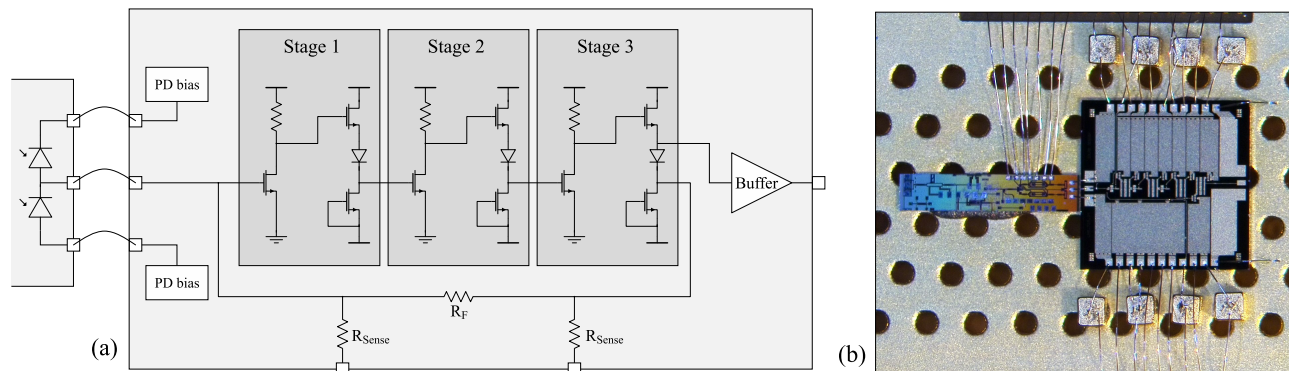 Stage 1
Stage 2
Stage 3
PD bias
PD bias
Buffer
R_F
R_Sense
R_Sense
(a)
(b)